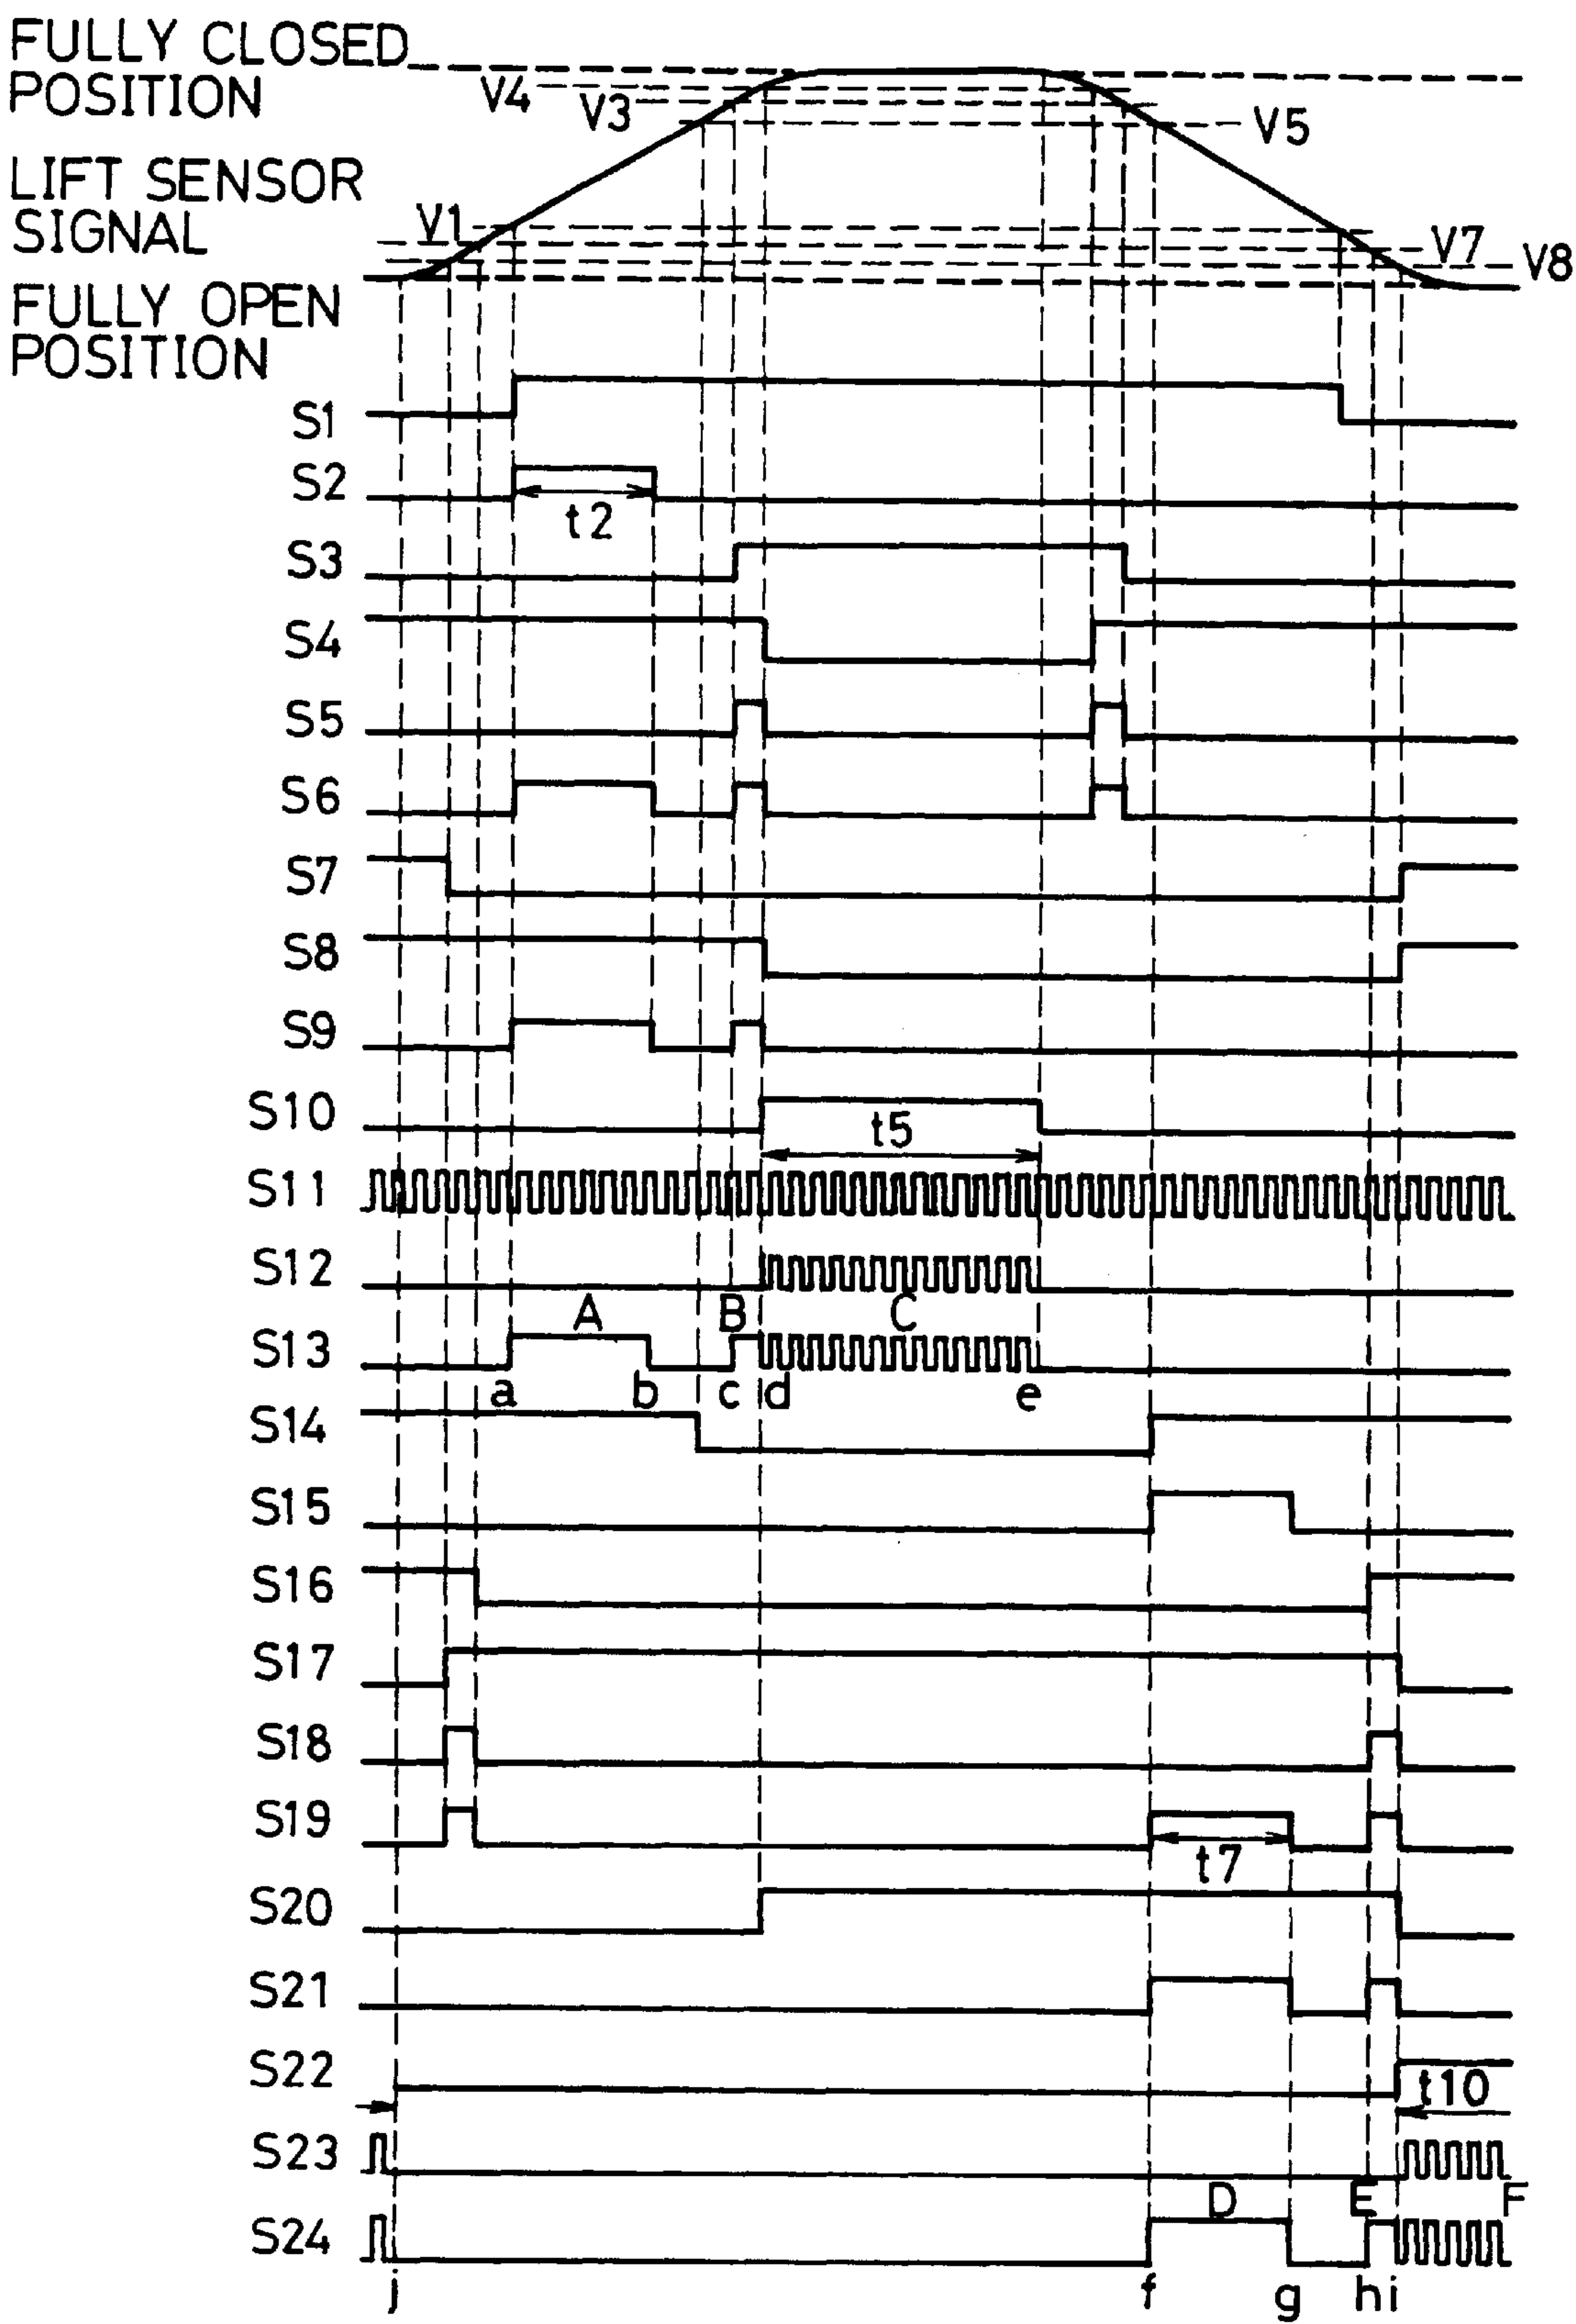 FULLY CLOSED
POSITION
V4
V3
V5
LIFT SENSOR
SIGNAL
V1
V7
V8
FULLY OPEN
POSITION
S1
S2
t2
S3
S4
S5
S6
S7
S8
S9
S10
t5
S11
S12
A B C
S13
a b c d e
S14
S15
S16
S17
S18
S19
t7
S20
S21
S22
t10
S23
D E F
S24
j f g h i